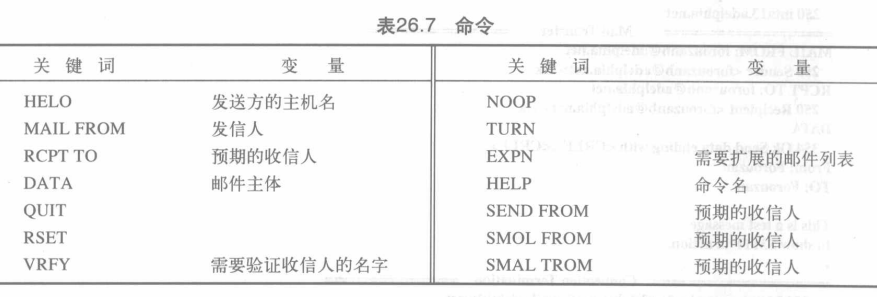 表26.7 命令
关键词 变量 关键词 变量
HELO 发送方的主机名 NOOP
MAIL FROM 发信人 TURN
RCPT TO 预期的收信人 EXPN 需要扩展的邮件列表
DATA 邮件主体 HELP 命令名
QUIT SEND FROM 预期的收信人
RSET SMOL FROM 预期的收信人
VRFY 需要验证收信人的名字 SMAL TROM 预期的收信人